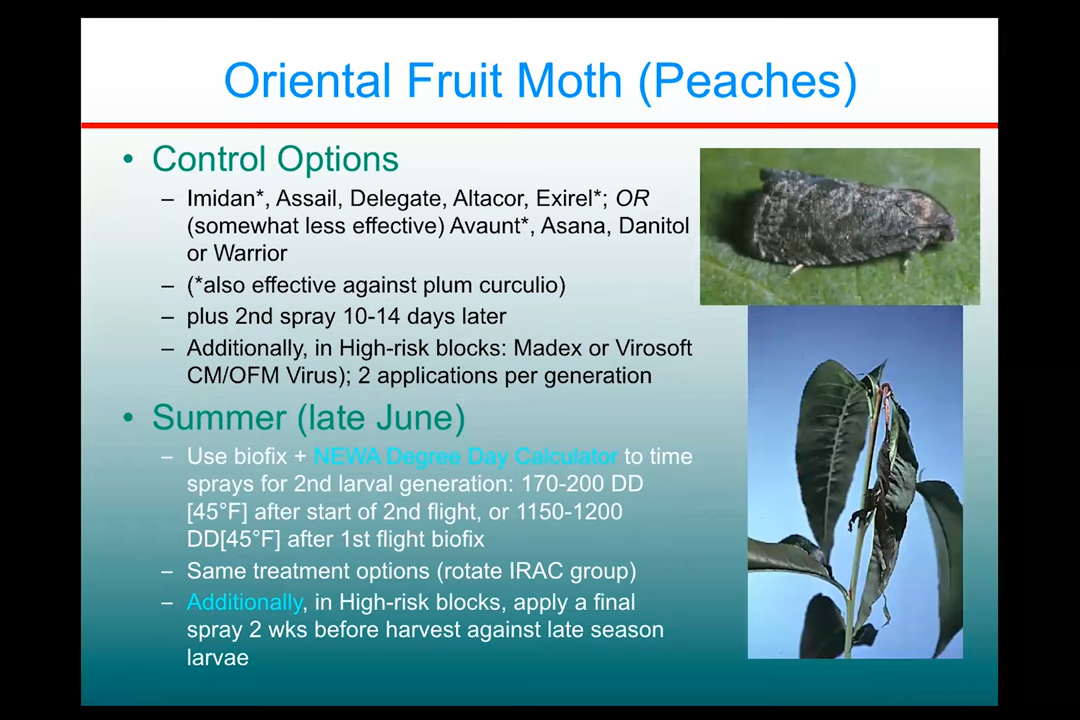 Oriental Fruit Moth (Peaches)
• Control Options
– Imidan*, Assail, Delegate, Altacor, Exirel*; OR
(somewhat less effective) Avaunt*, Asana, Danitol
or Warrior
– (*also effective against plum curculio)
– plus 2nd spray 10-14 days later
– Additionally, in High-risk blocks: Madex or Virosoft
CM/OFM Virus); 2 applications per generation
• Summer (late June)
– Use biofix + NEWA Degree Day Calculator to time
sprays for 2nd larval generation: 170-200 DD
[45°F] after start of 2nd flight, or 1150-1200
DD[45°F] after 1st flight biofix
– Same treatment options (rotate IRAC group)
– Additionally, in High-risk blocks, apply a final
spray 2 wks before harvest against late season
larvae